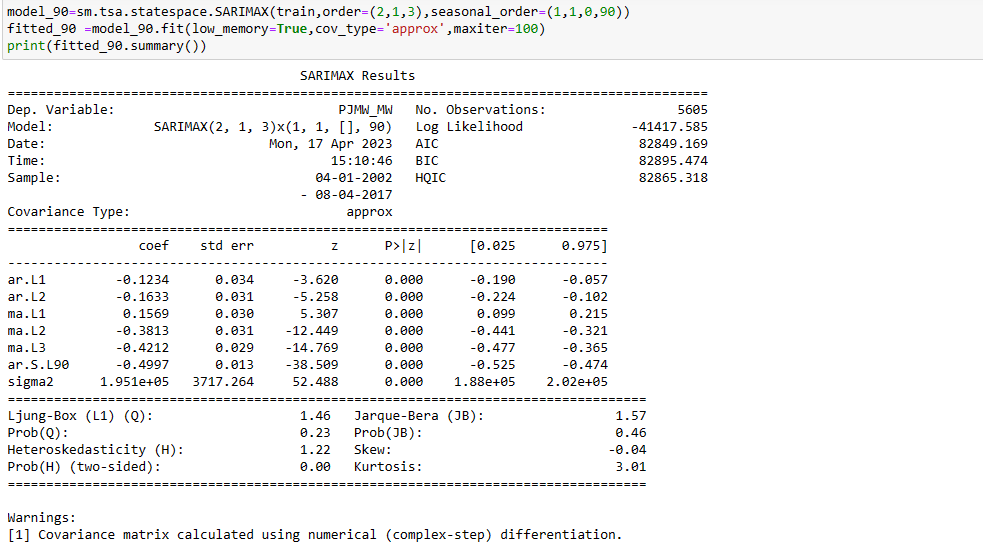 model_90=sm.tsa.statespace.SARIMAX(train,order=(2,1,3),seasonal_order=(1,1,0,90))
fitted_90 =model_90.fit(low_memory=True,cov_type='approx',maxiter=100)
print(fitted_90.summary())
SARIMAX Results
==========================================================================================
Dep. Variable: PJMW_MW No. Observations: 5605
Model: SARIMAX(2, 1, 3)x(1, 1, [], 90) Log Likelihood -41417.585
Date: Mon, 17 Apr 2023 AIC 82849.169
Time: 15:10:46 BIC 82895.474
Sample: 04-01-2002 HQIC 82865.318
- 08-04-2017
Covariance Type: approx
==============================================================================
coef std err z P>|z| [0.025 0.975]
------------------------------------------------------------------------------
ar.L1 -0.1234 0.034 -3.620 0.000 -0.190 -0.057
ar.L2 -0.1633 0.031 -5.258 0.000 -0.224 -0.102
ma.L1 0.1569 0.030 5.307 0.000 0.099 0.215
ma.L2 -0.3813 0.031 -12.449 0.000 -0.441 -0.321
ma.L3 -0.4212 0.029 -14.769 0.000 -0.477 -0.365
ar.S.L90 -0.4997 0.013 -38.509 0.000 -0.525 -0.474
sigma2 1.951e+05 3717.264 52.488 0.000 1.88e+05 2.02e+05
===================================================================================
Ljung-Box (L1) (Q): 1.46 Jarque-Bera (JB): 1.57
Prob(Q): 0.23 Prob(JB): 0.46
Heteroskedasticity (H): 1.22 Skew: -0.04
Prob(H) (two-sided): 0.00 Kurtosis: 3.01
===================================================================================
Warnings:
[1] Covariance matrix calculated using numerical (complex-step) differentiation.